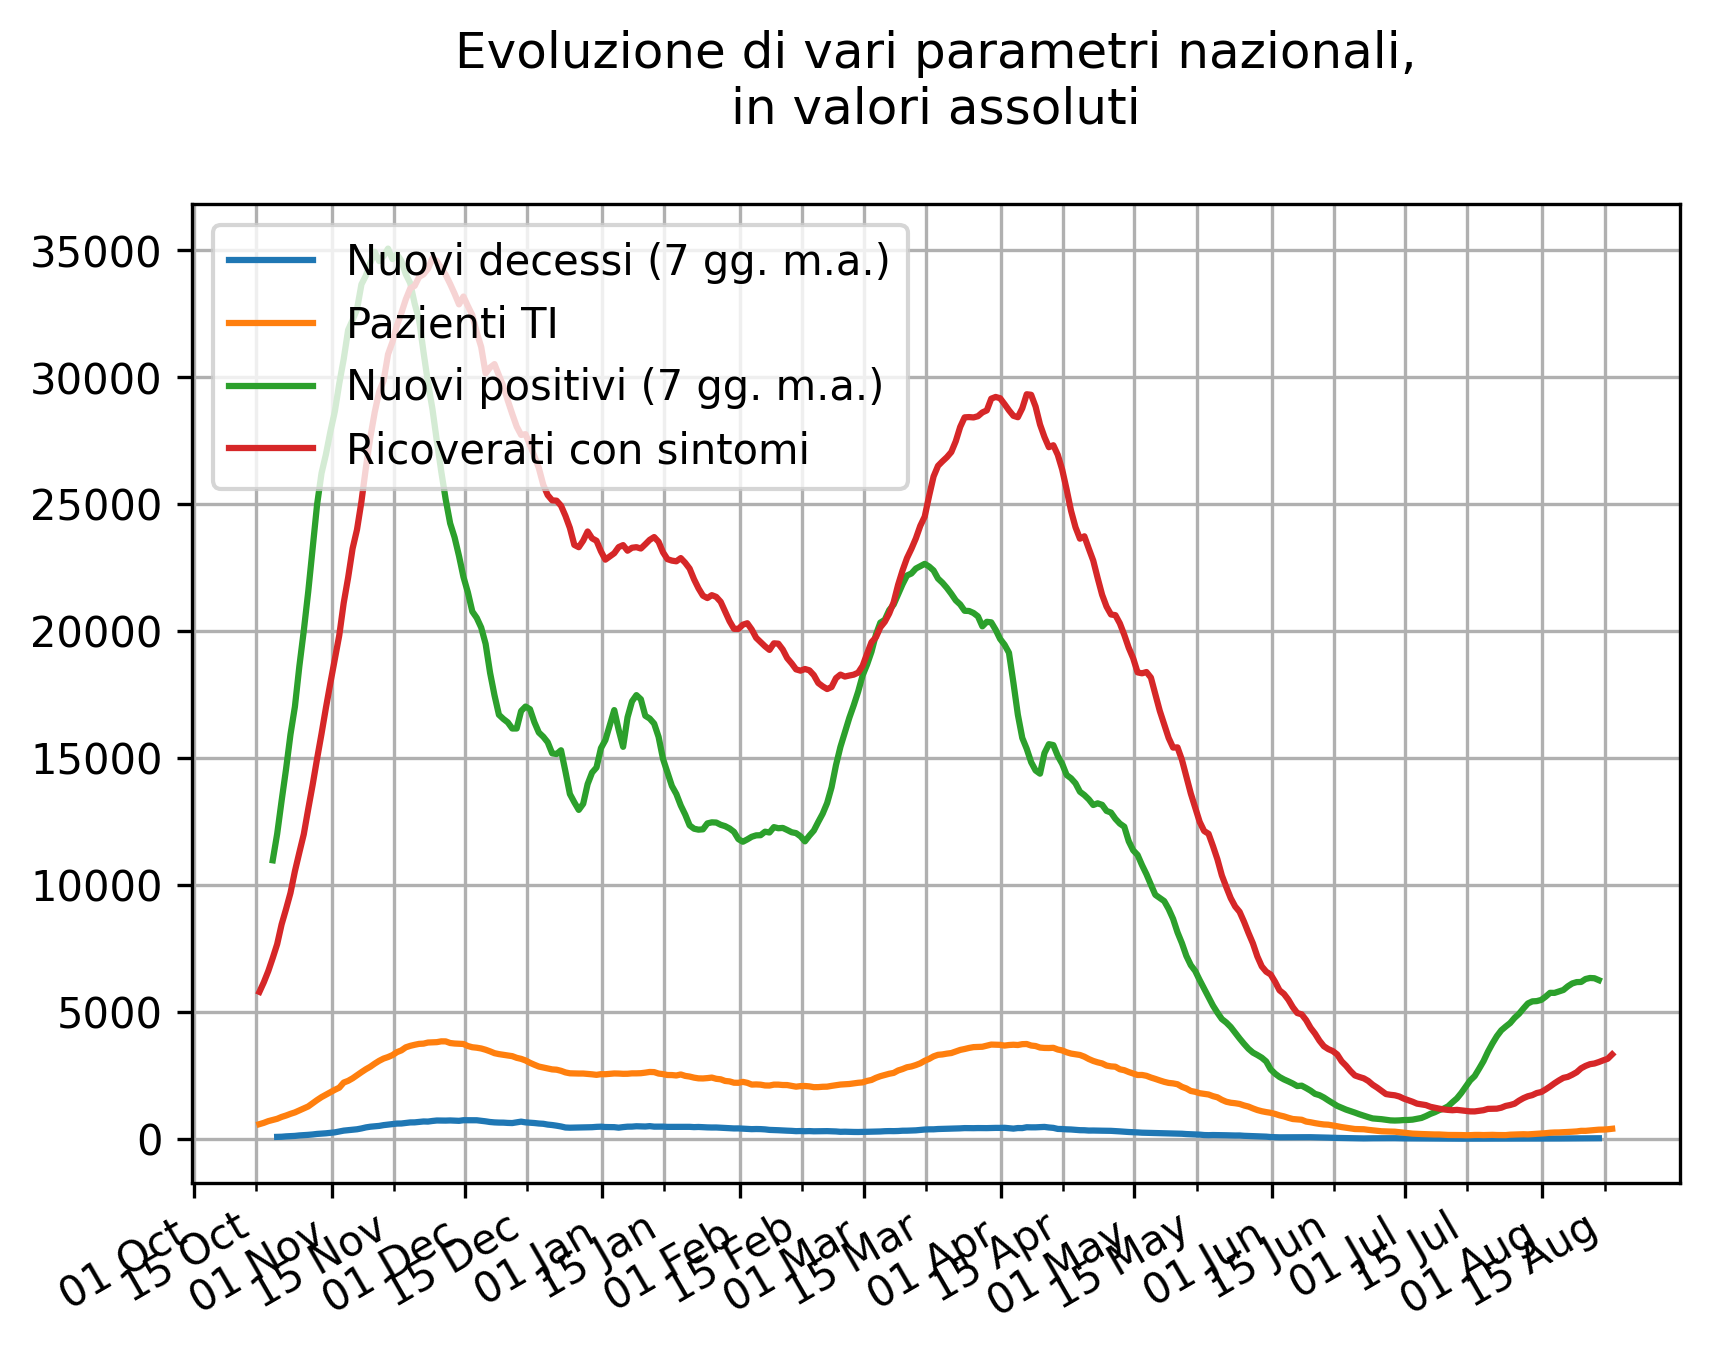 Evoluzione di vari parametri nazionali,
in valori assoluti
35000
30000
25000
20000
15000
10000
5000
0
Nuovi decessi (7 gg. m.a.)
Pazienti TI
Nuovi positivi (7 gg. m.a.)
Ricoverati con sintomi
01 Oct
15 Oct
01 Nov
15 Nov
01 Dec
15 Dec
01 Jan
15 Jan
01 Feb
15 Feb
01 Mar
15 Mar
01 Apr
15 Apr
01 May
15 May
01 Jun
15 Jun
01 Jul
15 Jul
01 Aug
15 Aug